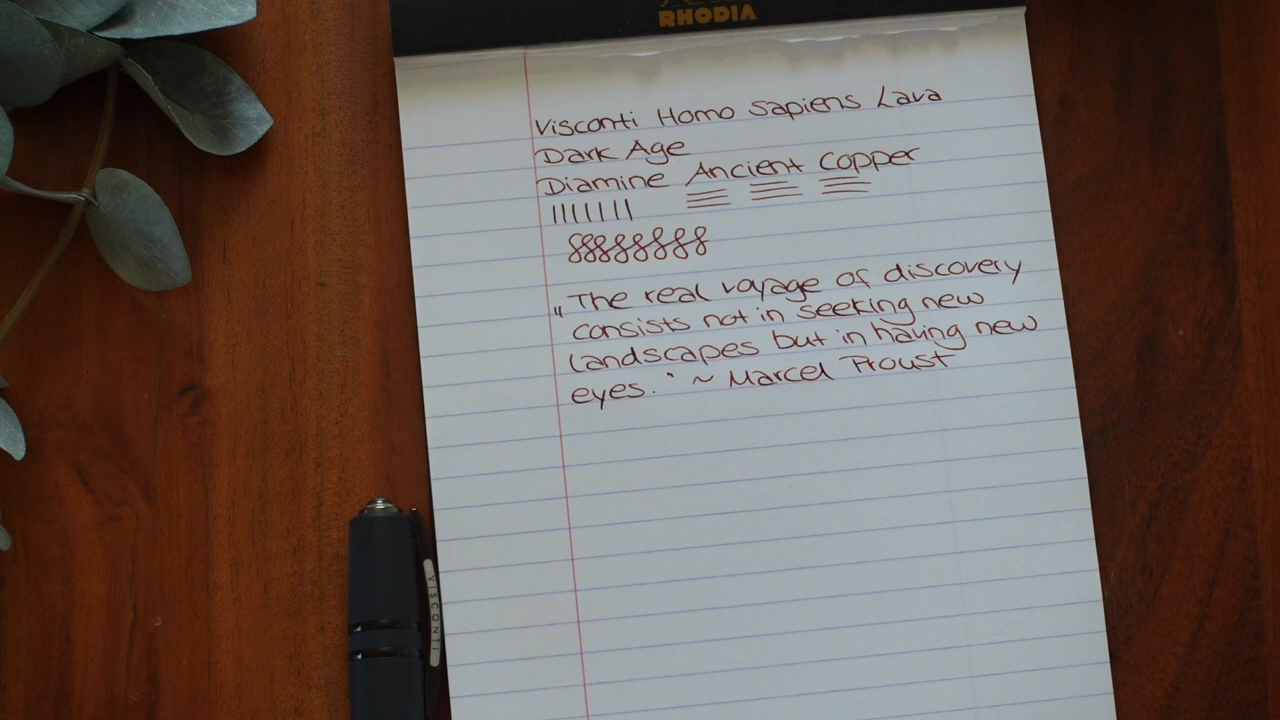 RHODIA
Visconti Homo Sapiens Lava
Dark Age
Diamine Ancient Copper
||||||||
88888888
„The real voyage of discovery
consists not in seeking new
landscapes but in having new
eyes." ~ Marcel Proust
VISCONTI